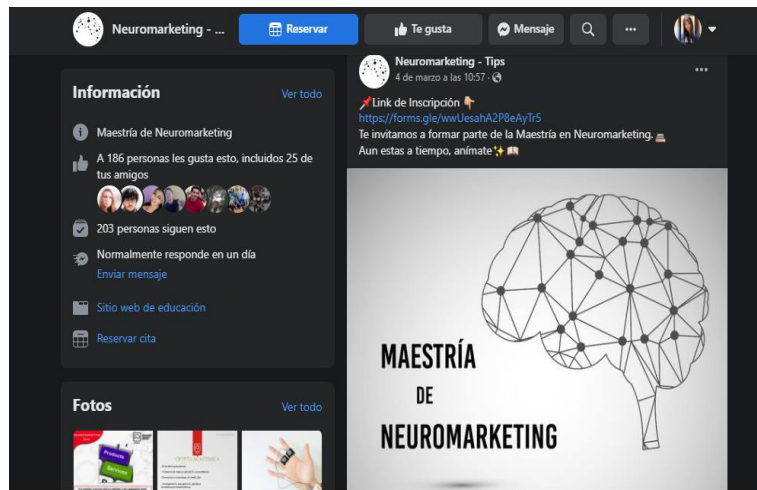 Neuromarketing - ...
Reservar
Te gusta
Mensaje
Información
Ver todo
Maestría de Neuromarketing
A 186 personas les gusta esto, incluidos 25 de
tus amigos
203 personas siguen esto
Normalmente responde en un
día
Enviar mensaje
Sitio web de educación
Reservar cita
Fotos
Ver todo
Products
Services
Neuromarketing - Tips
4 de marzo a las 10:57
Link de Inscripción
https://forms.gle/wwUesahA2P8eAyTr5
Te invitamos a formar parte de la Maestría en Neuromarketing.
Aun estas a tiempo, anímate
MAESTRÍA
DE
NEUROMARKETING